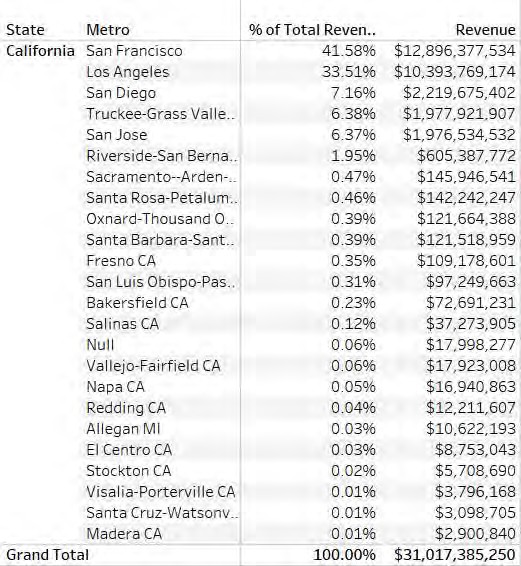 State Metro % of Total Reven.. Revenue
California San Francisco 41.58% $12,896,377,534
Los Angeles 33.51% $10,393,769,174
San Diego 7.16% $2,219,675,402
Truckee-Grass Valle.. 6.38% $1,977,921,907
San Jose 6.37% $1,976,534,532
Riverside-San Berna.. 1.95% $605,387,772
Sacramento--Arden-.. 0.47% $145,946,541
Santa Rosa-Petalum.. 0.46% $142,242,247
Oxnard-Thousand O.. 0.39% $121,664,388
Santa Barbara-Sant.. 0.39% $121,518,959
Fresno CA 0.35% $109,178,601
San Luis Obispo-Pas.. 0.31% $97,249,663
Bakersfield CA 0.23% $72,691,231
Salinas CA 0.12% $37,273,905
Null 0.06% $17,998,277
Vallejo-Fairfield CA 0.06% $17,923,008
Napa CA 0.05% $16,940,863
Redding CA 0.04% $12,211,607
Allegan MI 0.03% $10,622,193
El Centro CA 0.03% $8,753,043
Stockton CA 0.02% $5,708,690
Visalia-Porterville CA 0.01% $3,796,168
Santa Cruz-Watsonv.. 0.01% $3,098,705
Madera CA 0.01% $2,900,840
Grand Total 100.00% $31,017,385,250